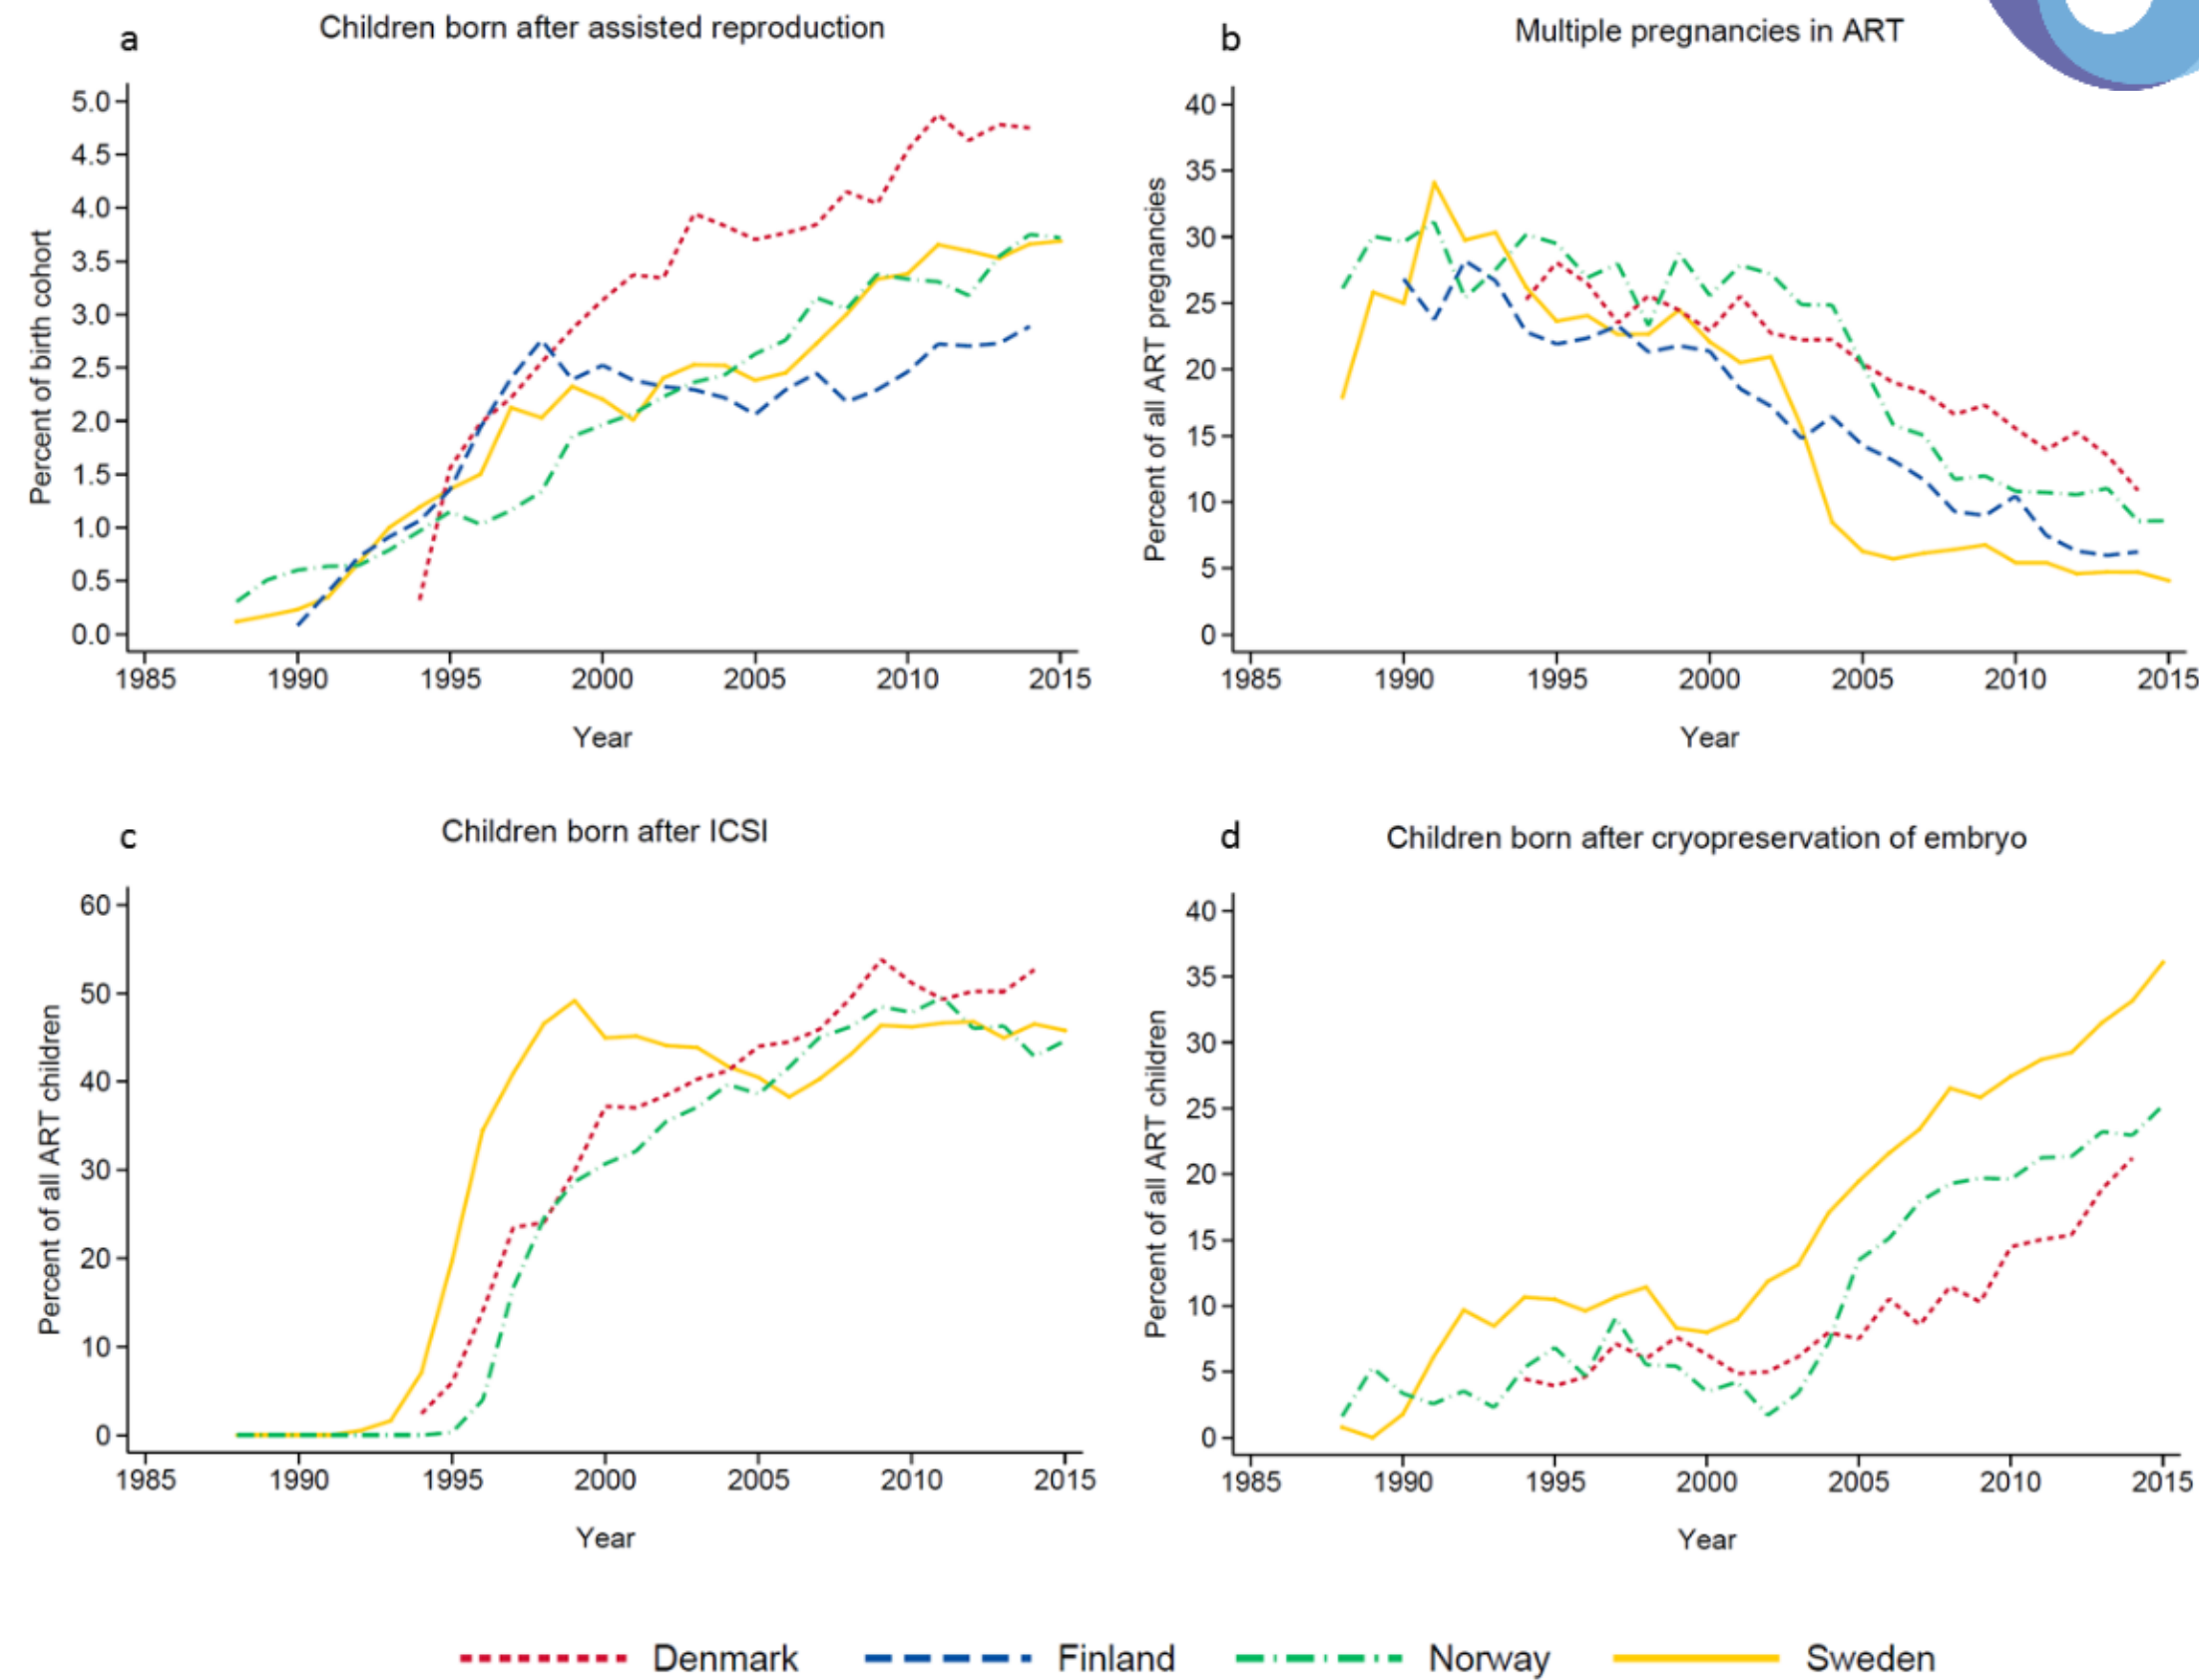 a
Children born after assisted reproduction
Percent of birth cohort
5.0
4.5
4.0
3.5
3.0
2.5
2.0
1.5
1.0
0.5
0.0
1985 1990 1995 2000 2005 2010 2015
Year
b
Multiple pregnancies in ART
Percent of all ART pregnancies
40
35
30
25
20
15
10
5
0
1985 1990 1995 2000 2005 2010 2015
Year
c
Children born after ICSI
Percent of all ART children
60
50
40
30
20
10
0
1985 1990 1995 2000 2005 2010 2015
Year
d
Children born after cryopreservation of embryo
Percent of all ART children
40
35
30
25
20
15
10
5
0
1985 1990 1995 2000 2005 2010 2015
Year
Denmark Finland Norway Sweden